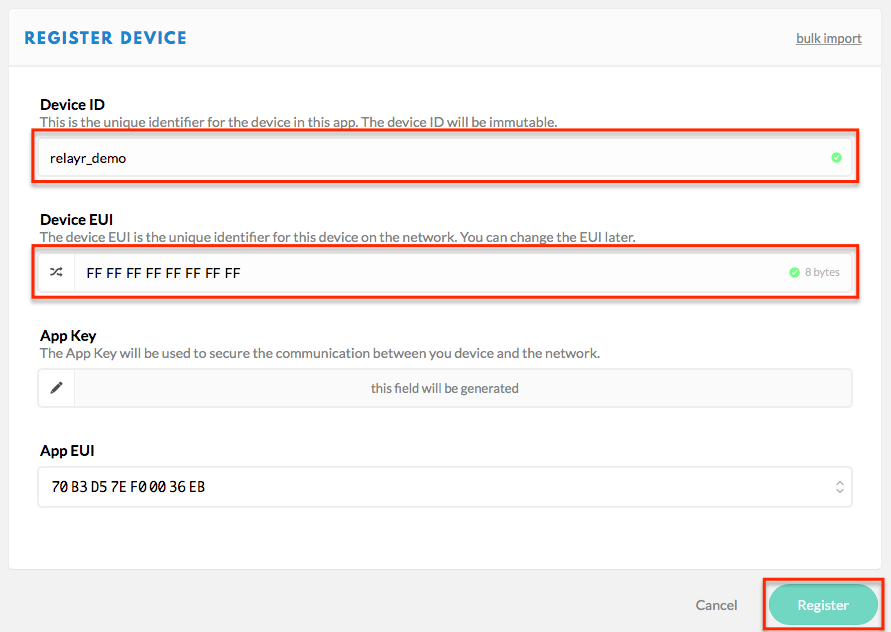 REGISTER DEVICE
bulk import
Device ID
This is the unique identifier for the device in this app. The device ID will be immutable.
relayr_demo
Device EUI
The device EUI is the unique identifier for this device on the network. You can change the EUI later.
FF FF FF FF FF FF FF FF
8 bytes
App Key
The App Key will be used to secure the communication between you device and the network.
this field will be generated
App EUI
70 B3 D5 7E F0 00 36 EB
Cancel
Register